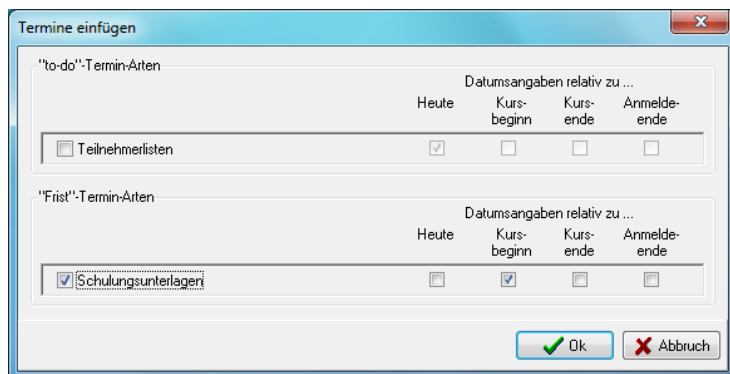 Termine einfügen
"to-do"-Termin-Arten
Datumsangaben relativ zu ...
Heute Kurs- Kurs- Anmelde-
beginn ende ende
Teilnehmerlisten
"Frist"-Termin-Arten
Datumsangaben relativ zu ...
Heute Kurs- Kurs- Anmelde-
beginn ende ende
Schulungsunterlagen
Ok Abbruch